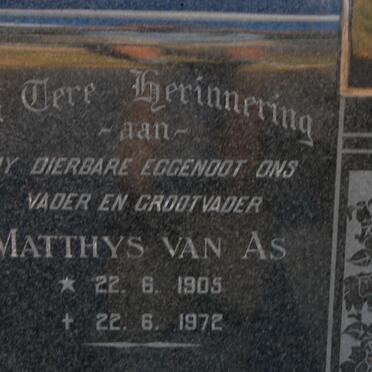 Tere Herinnering
-aan-
MY DIERBARE EGGENOOT ONS
VADER EN GROOTVADER
MATTHYS VAN AS
* 22. 6. 1905
† 22. 6. 1972